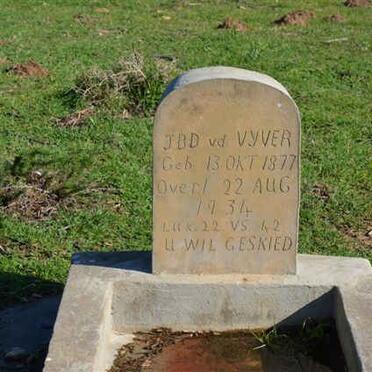 JBD vd VYVER
Geb 13 OKT 1877
Overl 22 AUG
1934
LUK. 22 VS 42
U WIL GESKIED